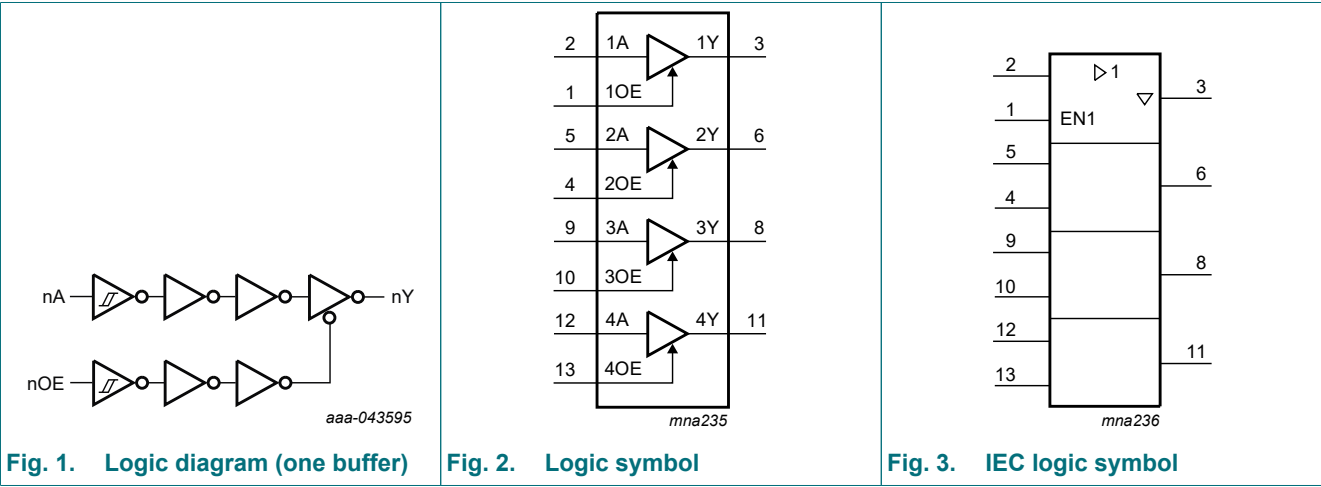 nA
nY
nOE
aaa-043595
Fig. 1. Logic diagram (one buffer)
2 1A 1Y 3
1 1OE
5 2A 2Y 6
4 2OE
9 3A 3Y 8
10 3OE
12 4A 4Y 11
13 4OE
mna235
Fig. 2. Logic symbol
2 1
3
1 EN1
5
6
4
9
8
10
12
11
13
mna236
Fig. 3. IEC logic symbol